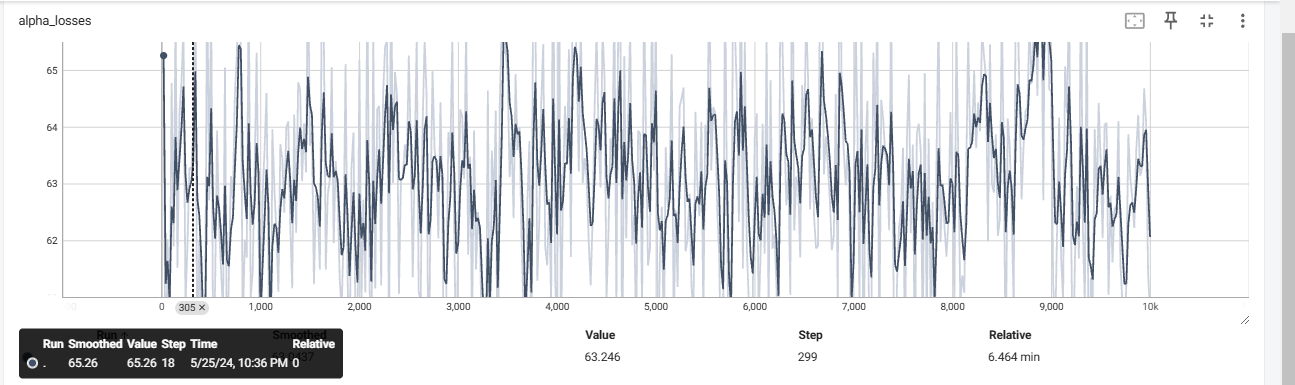 alpha_losses
65
64
63
62
0 305 × 1,000 2,000 3,000 4,000 5,000 6,000 7,000 8,000 9,000 10k
Run ↑ Smoothed Value Step Relative
63.246 299 6.464 min
Run Smoothed Value Step Time Relative
. 65.26 65.26 18 5/25/24, 10:36 PM 0